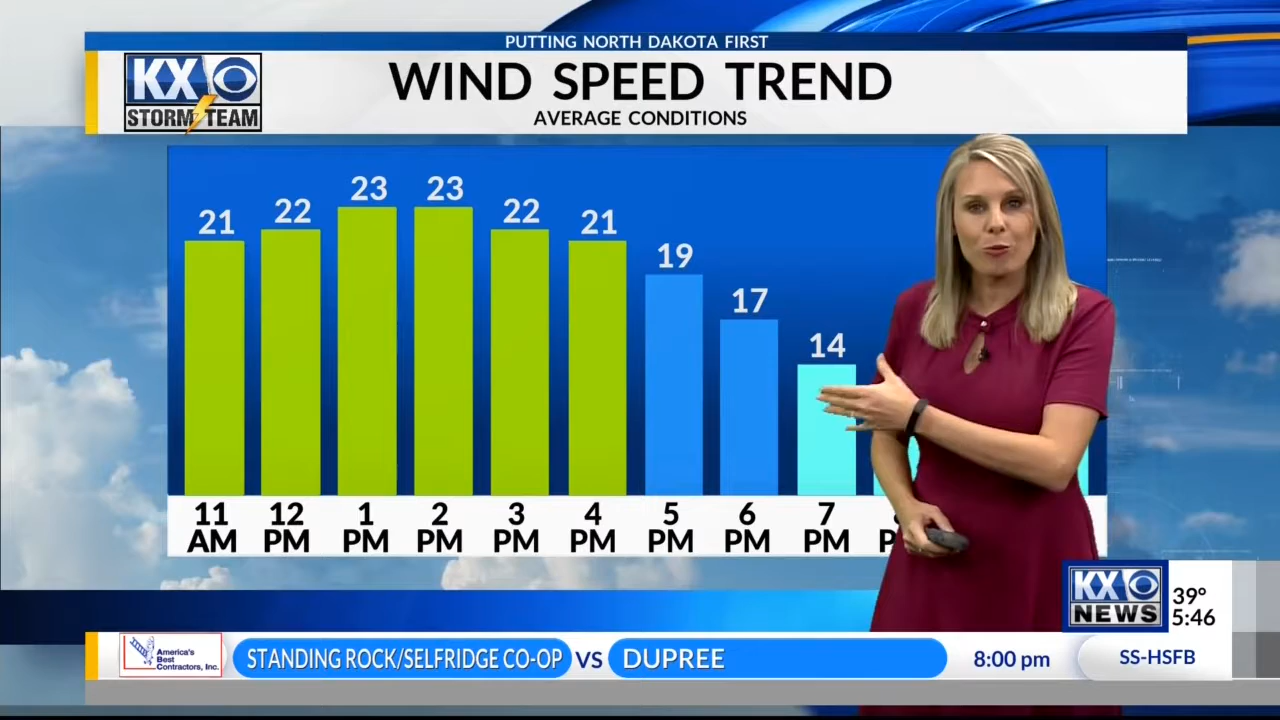 PUTTING NORTH DAKOTA FIRST
KX
STORM TEAM
WIND SPEED TREND
AVERAGE CONDITIONS
21 22 23 23 22 21 19 17 14
11 AM 12 PM 1 PM 2 PM 3 PM 4 PM 5 PM 6 PM 7 PM
KX
NEWS
39°
5:46
America's
Best
Contractors, Inc.
STANDING ROCK/SELFRIDGE CO-OP VS DUPREE 8:00 pm SS-HSFB